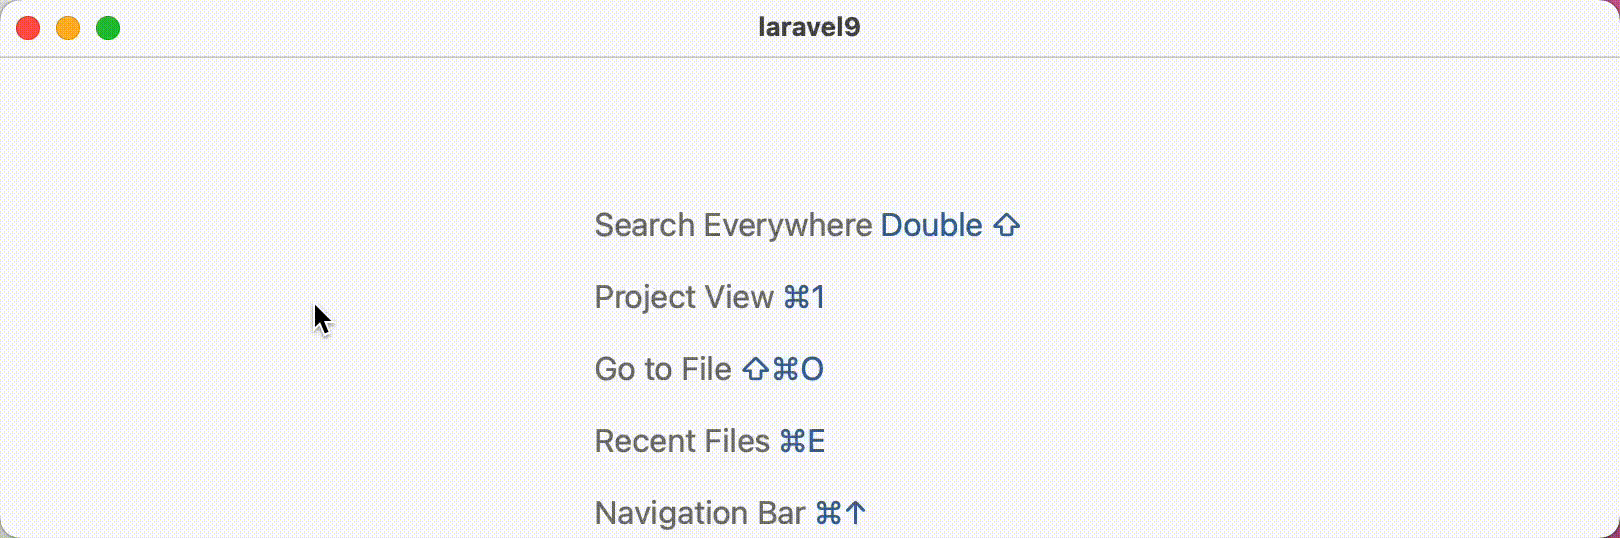 laravel9
Search Everywhere Double ⇧
Project View ⌘1
Go to File ⇧⌘O
Recent Files ⌘E
Navigation Bar ⌘↑